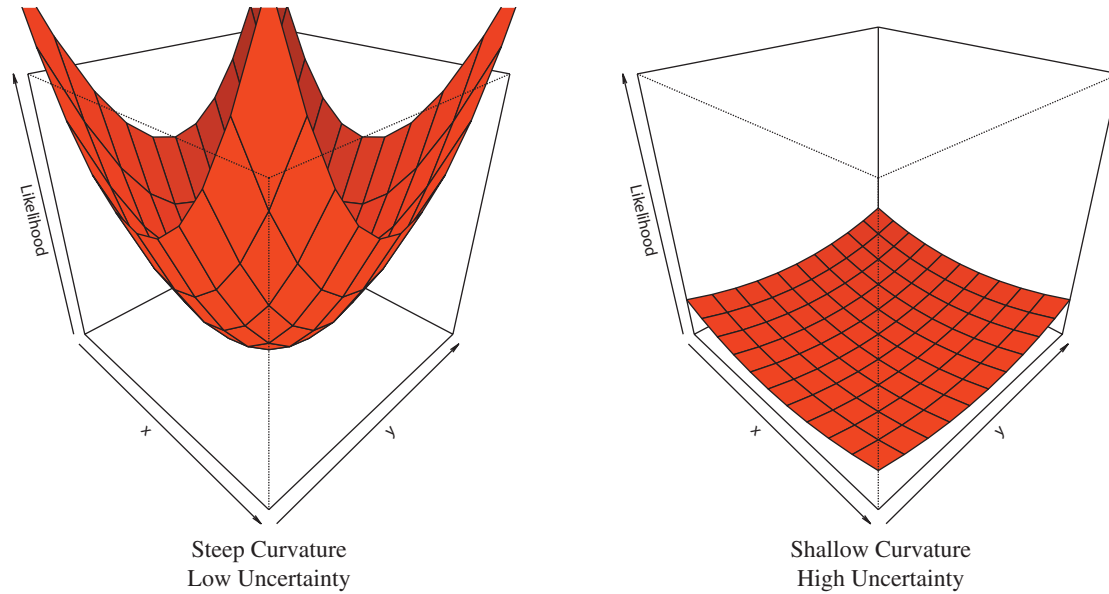 Likelihood
x
y
Steep Curvature
Low Uncertainty
Likelihood
x
y
Shallow Curvature
High Uncertainty